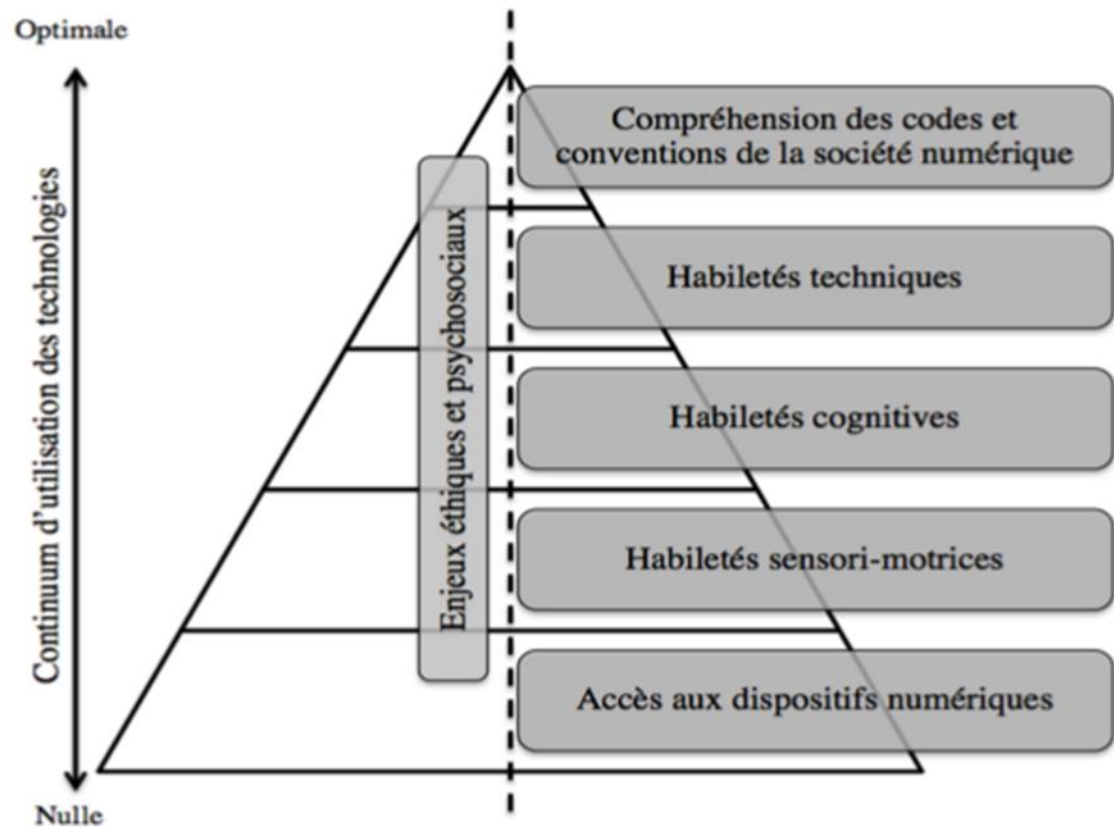 Optimale
Continuum d'utilisation des technologies
Nulle
Enjeux éthiques et psychosociaux
Compréhension des codes et
conventions de la société numérique
Habiletés techniques
Habiletés cognitives
Habiletés sensori-motrices
Accès aux dispositifs numériques